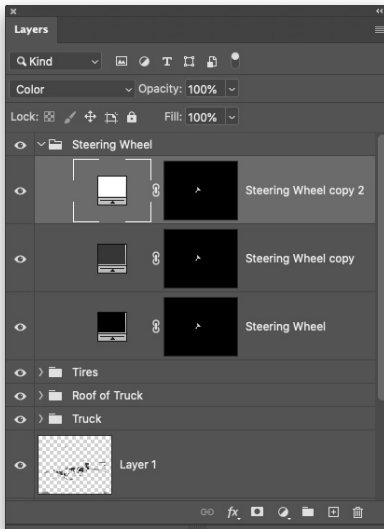 Layers
Kind
Color Opacity: 100%
Lock: Fill: 100%
Steering Wheel
Steering Wheel copy 2
Steering Wheel copy
Steering Wheel
Tires
Roof of Truck
Truck
Layer 1
fx